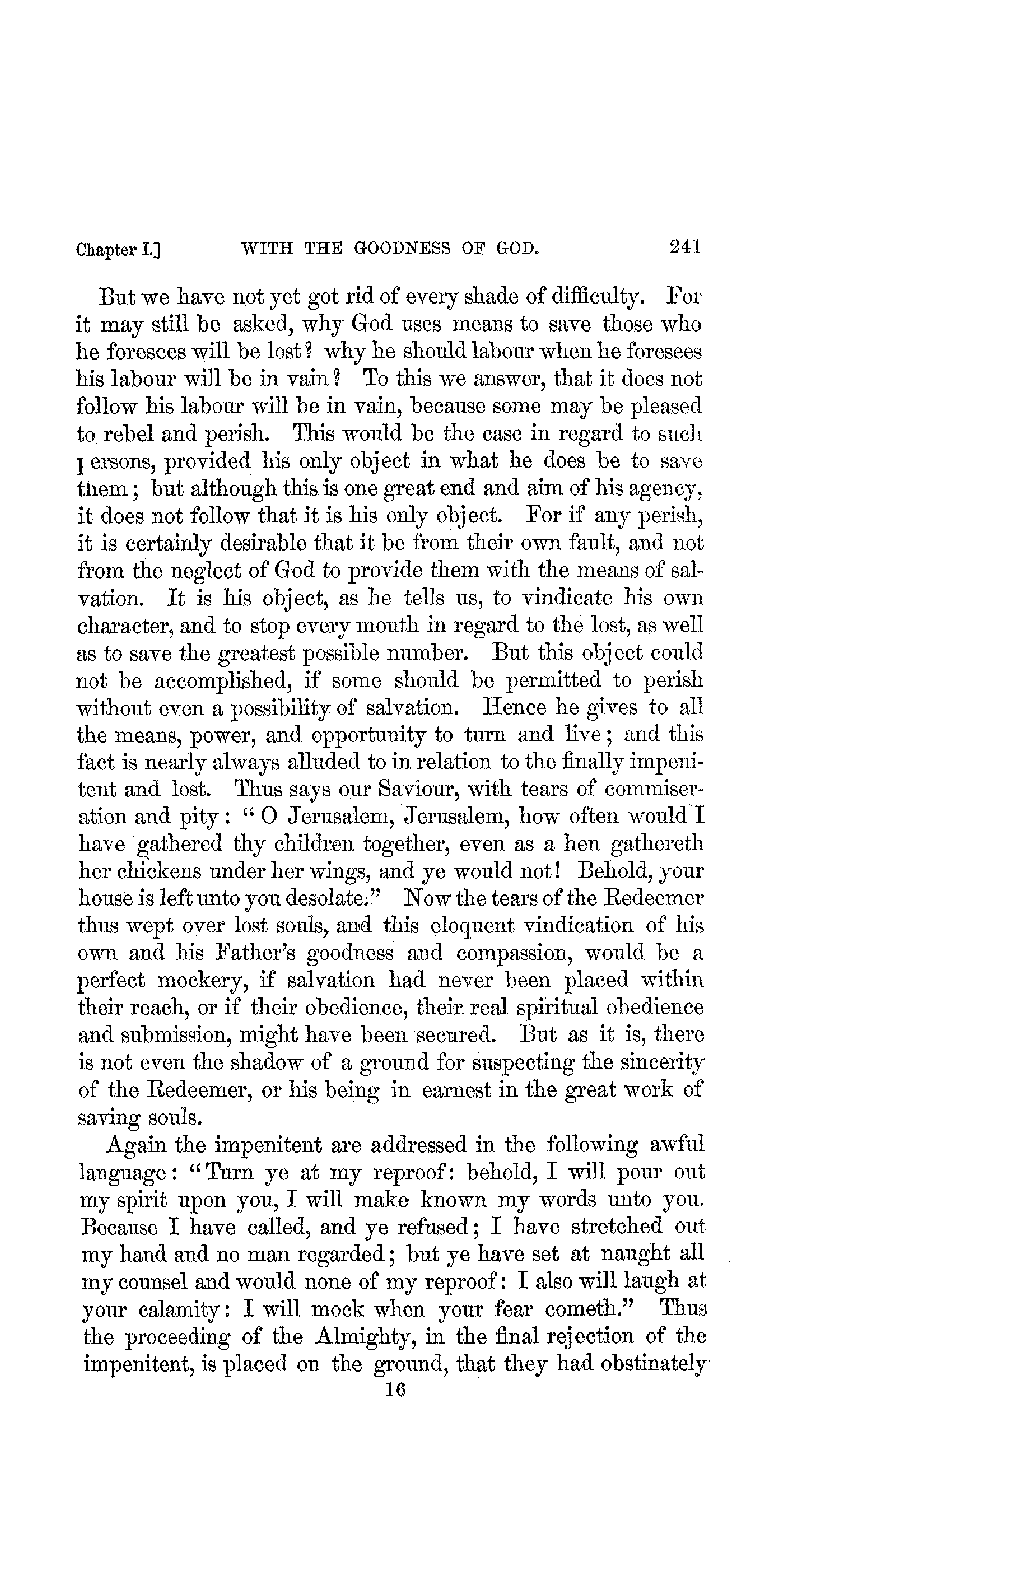 Chapter I.] WITH THE GOODNESS OF GOD. 241
But we have not yet got rid of every shade of difficulty. For
it may still be asked, why God uses means to save those who
he foresees will be lost? why he should labour when he foresees
his labour will be in vain? To this we answer, that it does not
follow his labour will be in vain, because some may be pleased
to rebel and perish. This would be the case in regard to such
persons, provided his only object in what he does be to save
them; but although this is one great end and aim of his agency,
it does not follow that it is his only object. For if any perish,
it is certainly desirable that it be from their own fault, and not
from the neglect of God to provide them with the means of sal-
vation. It is his object, as he tells us, to vindicate his own
character, and to stop every mouth in regard to the lost, as well
as to save the greatest possible number. But this object could
not be accomplished, if some should be permitted to perish
without even a possibility of salvation. Hence he gives to all
the means, power, and opportunity to turn and live; and this
fact is nearly always alluded to in relation to the finally impeni-
tent and lost. Thus says our Saviour, with tears of commiser-
ation and pity: "O Jerusalem, Jerusalem, how often would I
have gathered thy children together, even as a hen gathereth
her chickens under her wings, and ye would not! Behold, your
house is left unto you desolate." Now the tears of the Redeemer
thus wept over lost souls, and this eloquent vindication of his
own and his Father's goodness and compassion, would be a
perfect mockery, if salvation had never been placed within
their reach, or if their obedience, their real spiritual obedience
and submission, might have been secured. But as it is, there
is not even the shadow of a ground for suspecting the sincerity
of the Redeemer, or his being in earnest in the great work of
saving souls.
Again the impenitent are addressed in the following awful
language: "Turn ye at my reproof: behold, I will pour out
my spirit upon you, I will make known my words unto you.
Because I have called, and ye refused; I have stretched out
my hand and no man regarded; but ye have set at naught all
my counsel and would none of my reproof: I also will laugh at
your calamity: I will mock when your fear cometh." Thus
the proceeding of the Almighty, in the final rejection of the
impenitent, is placed on the ground, that they had obstinately
16